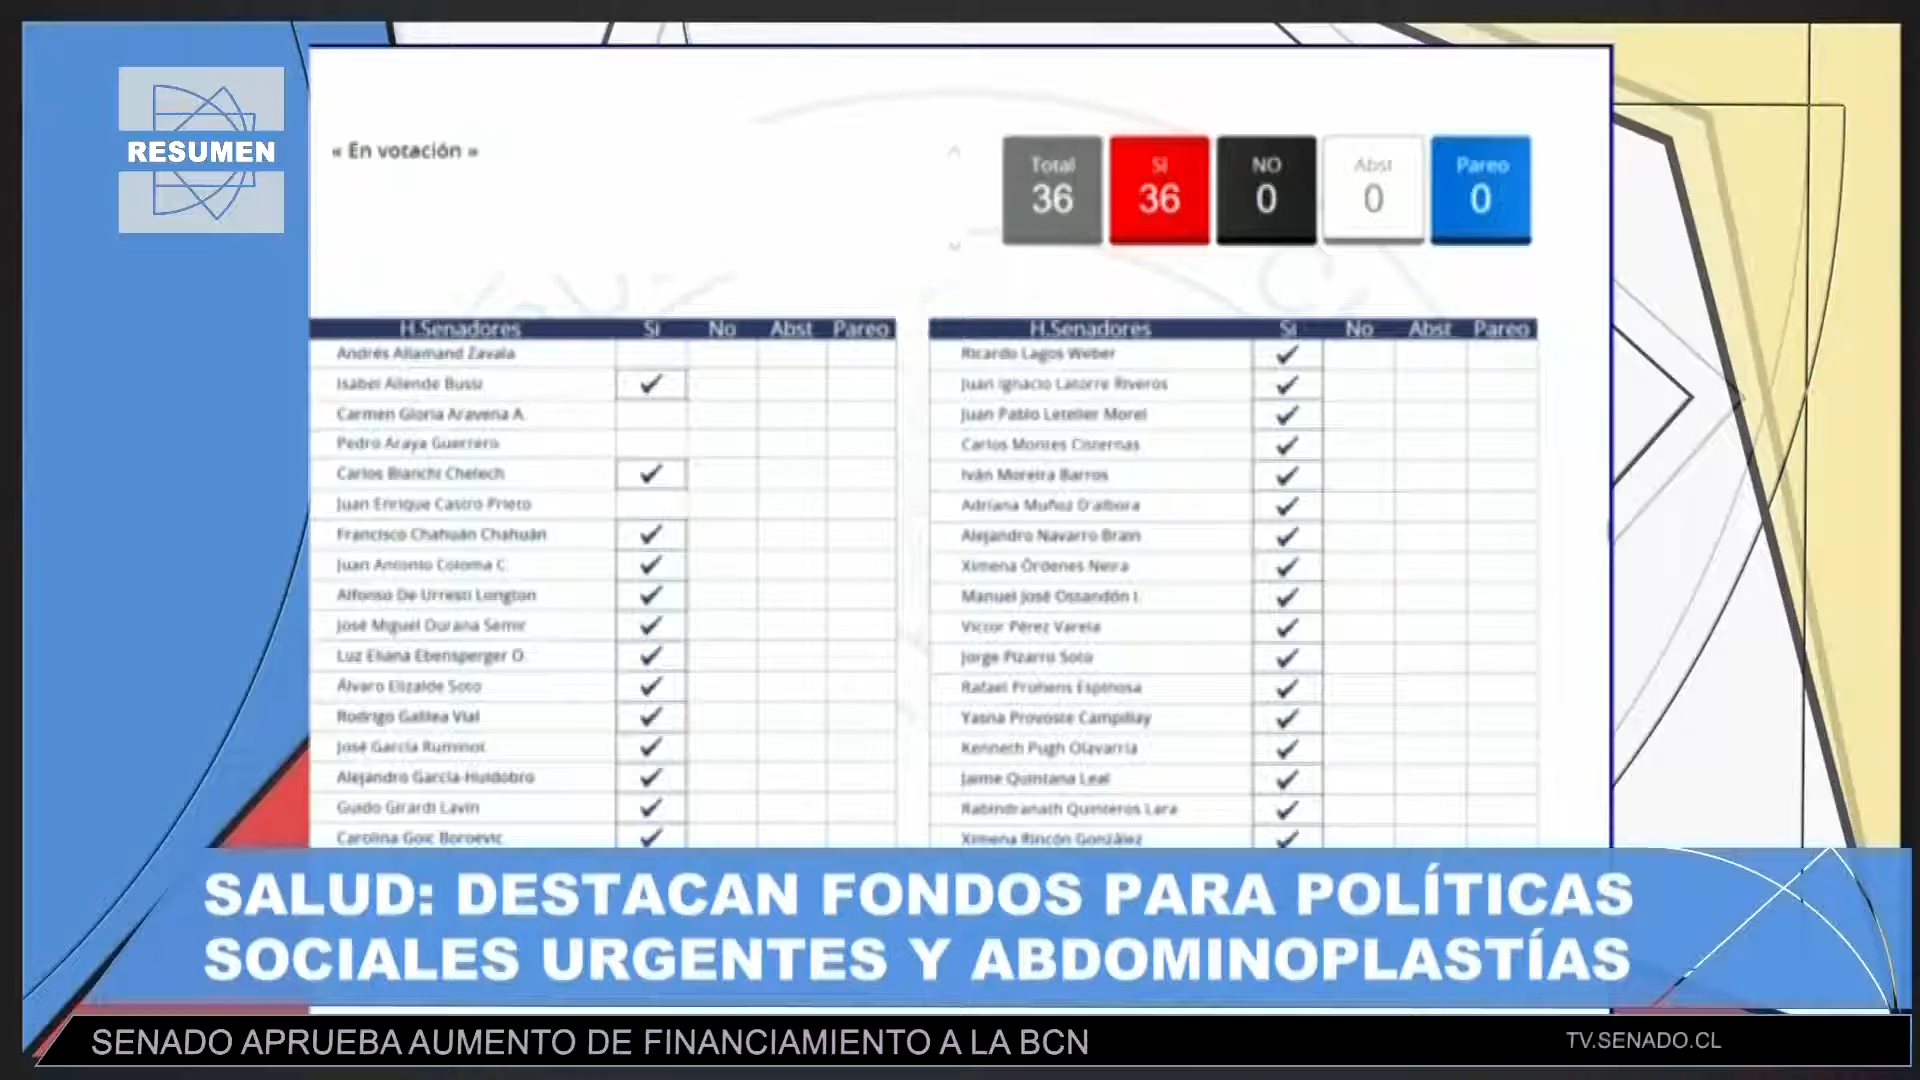 RESUMEN
« En votación »
Total
36
SI
36
NO
0
Abst
0
Pareo
0
H.Senadores Si No Abst Pareo
Andrés Allamand Zavala
Isabel Allende Bussi
Carmen Gloria Aravena A.
Pedro Araya Guerrero
Carlos Bianchi Chelech
Juan Enrique Castro Prieto
Francisco Chahuán Chahuán
Juan Antonio Coloma C.
Alfonso De Urresti Longton
José Miguel Durana Semir
Luz Eliana Ebensperger O.
Álvaro Elizalde Soto
Rodrigo Galilea Vial
José García Ruminot
Alejandro García-Huidobro
Guido Girardi Lavín
Carolina Goic Boroevic
H.Senadores Si No Abst Pareo
Ricardo Lagos Weber
Juan Ignacio Latorre Riveros
Juan Pablo Letelier Morel
Carlos Montes Cisternas
Iván Moreira Barros
Adriana Muñoz D'albora
Alejandro Navarro Brain
Ximena Órdenes Neira
Manuel José Ossandón I.
Victor Pérez Varela
Jorge Pizarro Soto
Rafael Prohens Espinosa
Yasna Provoste Campillay
Kenneth Pugh Olavarría
Jaime Quintana Leal
Rabindranath Quinteros Lara
Ximena Rincón González
SALUD: DESTACAN FONDOS PARA POLÍTICAS
SOCIALES URGENTES Y ABDOMINOPLASTÍAS
SENADO APRUEBA AUMENTO DE FINANCIAMIENTO A LA BCN
TV.SENADO.CL